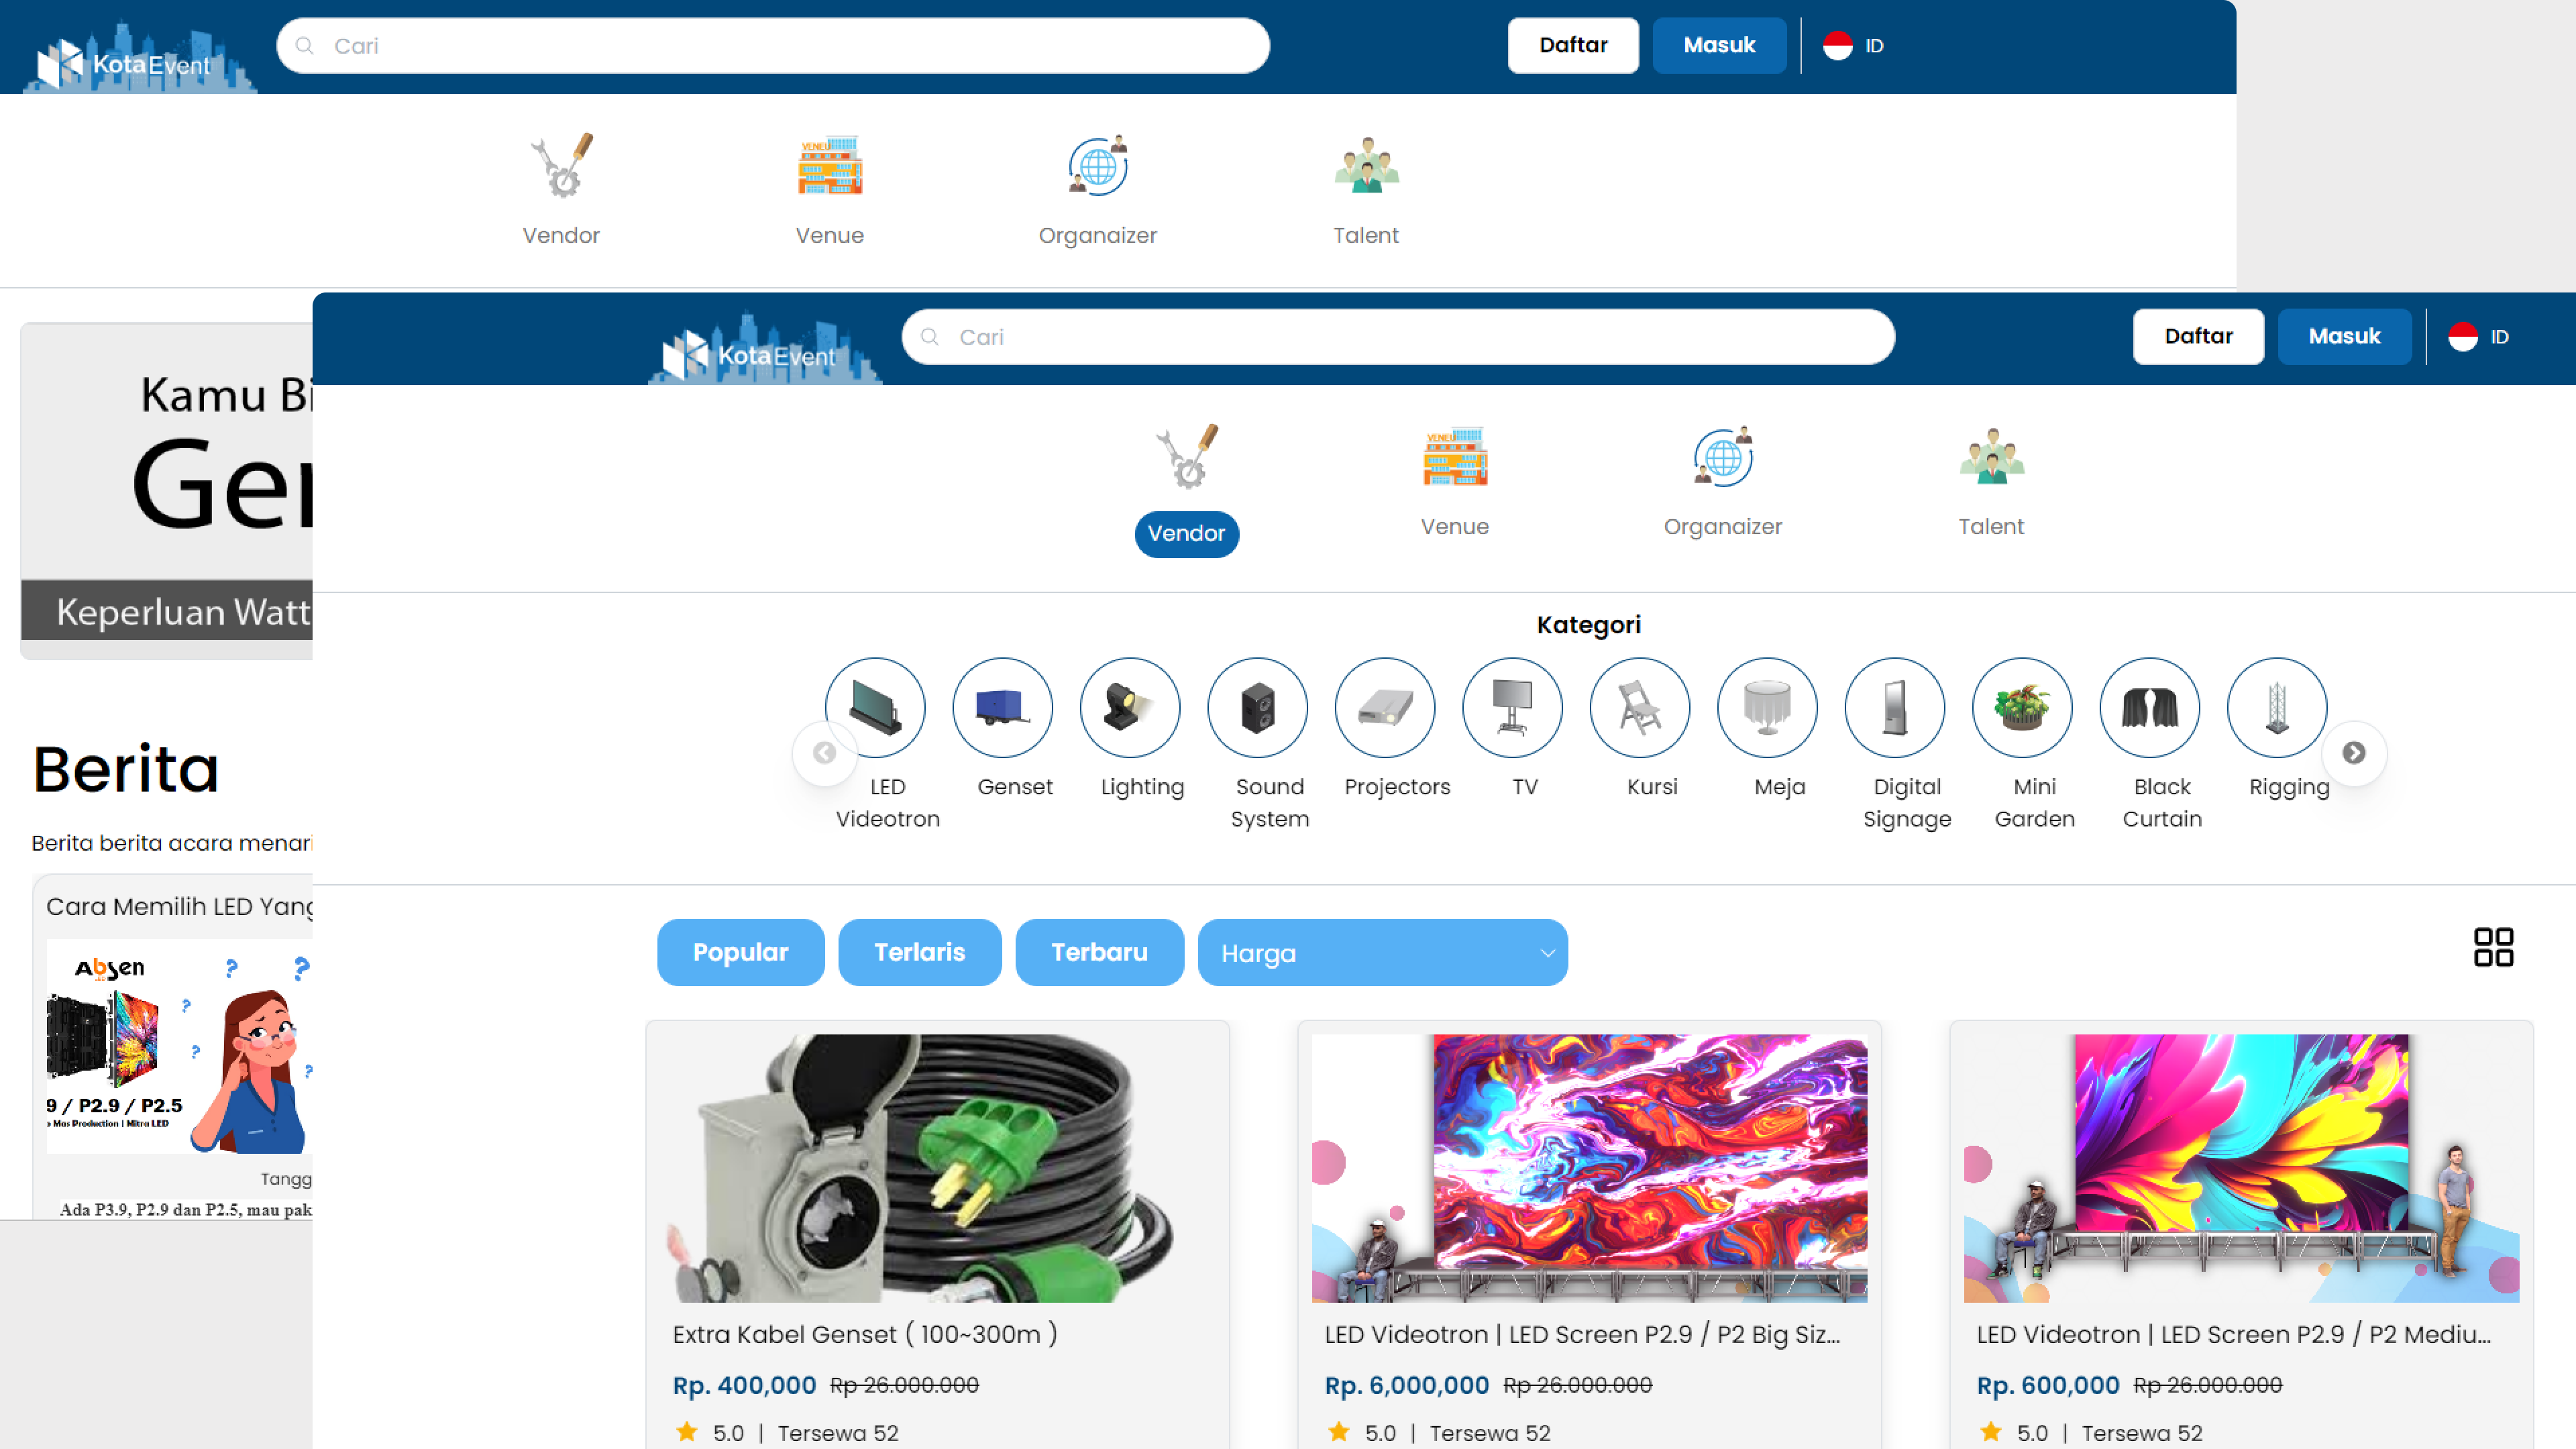 KotaEvent
Cari
Daftar
Masuk
ID
VENEU
Vendor
Venue
Organaizer
Talent
Kamu Bi
Ger
Keperluan Watt
Berita
Berita berita acara menari
Cara Memilih LED Yang
Absen
? ? ? ? ?
9 / P2.9 / P2.5
o Mas Production | Mitra LED
Tangg
Ada P3.9, P2.9 dan P2.5, mau pak
KotaEvent
Cari
Daftar
Masuk
ID
VENEU
Vendor
Venue
Organaizer
Talent
Kategori
LED Videotron
Genset
Lighting
Sound System
Projectors
TV
Kursi
Meja
Digital Signage
Mini Garden
Black Curtain
Rigging
Popular
Terlaris
Terbaru
Harga
Extra Kabel Genset ( 100~300m )
Rp. 400,000 Rp 26.000.000
5.0 | Tersewa 52
LED Videotron | LED Screen P2.9 / P2 Big Siz...
Rp. 6,000,000 Rp 26.000.000
5.0 | Tersewa 52
LED Videotron | LED Screen P2.9 / P2 Mediu...
Rp. 600,000 Rp 26.000.000
5.0 | Tersewa 52